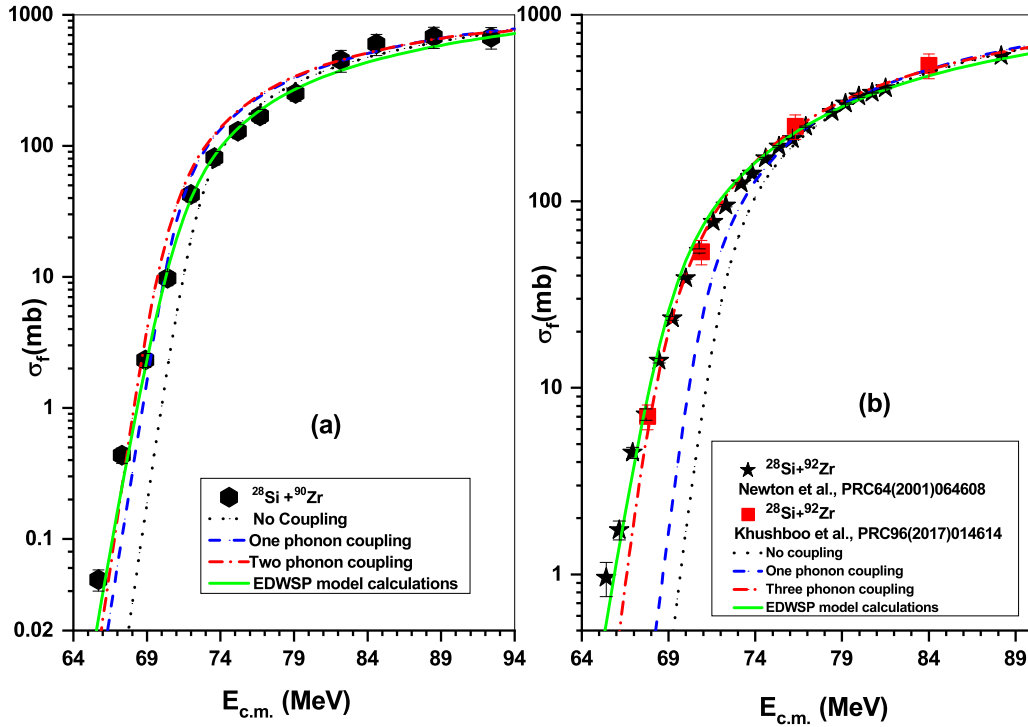 1000
100
10
1
0.1
0.02
σf(mb)
(a)
28Si +90Zr
No Coupling
One phonon coupling
Two phonon coupling
EDWSP model calculations
64 69 74 79 84 89 94
Ec.m. (MeV)
1000
100
10
1
σf(mb)
(b)
28Si+92Zr
Newton et al., PRC64(2001)064608
28Si+92Zr
Khushboo et al., PRC96(2017)014614
No coupling
One phonon coupling
Three phonon coupling
EDWSP model calculations
64 69 74 79 84 89
Ec.m. (MeV)